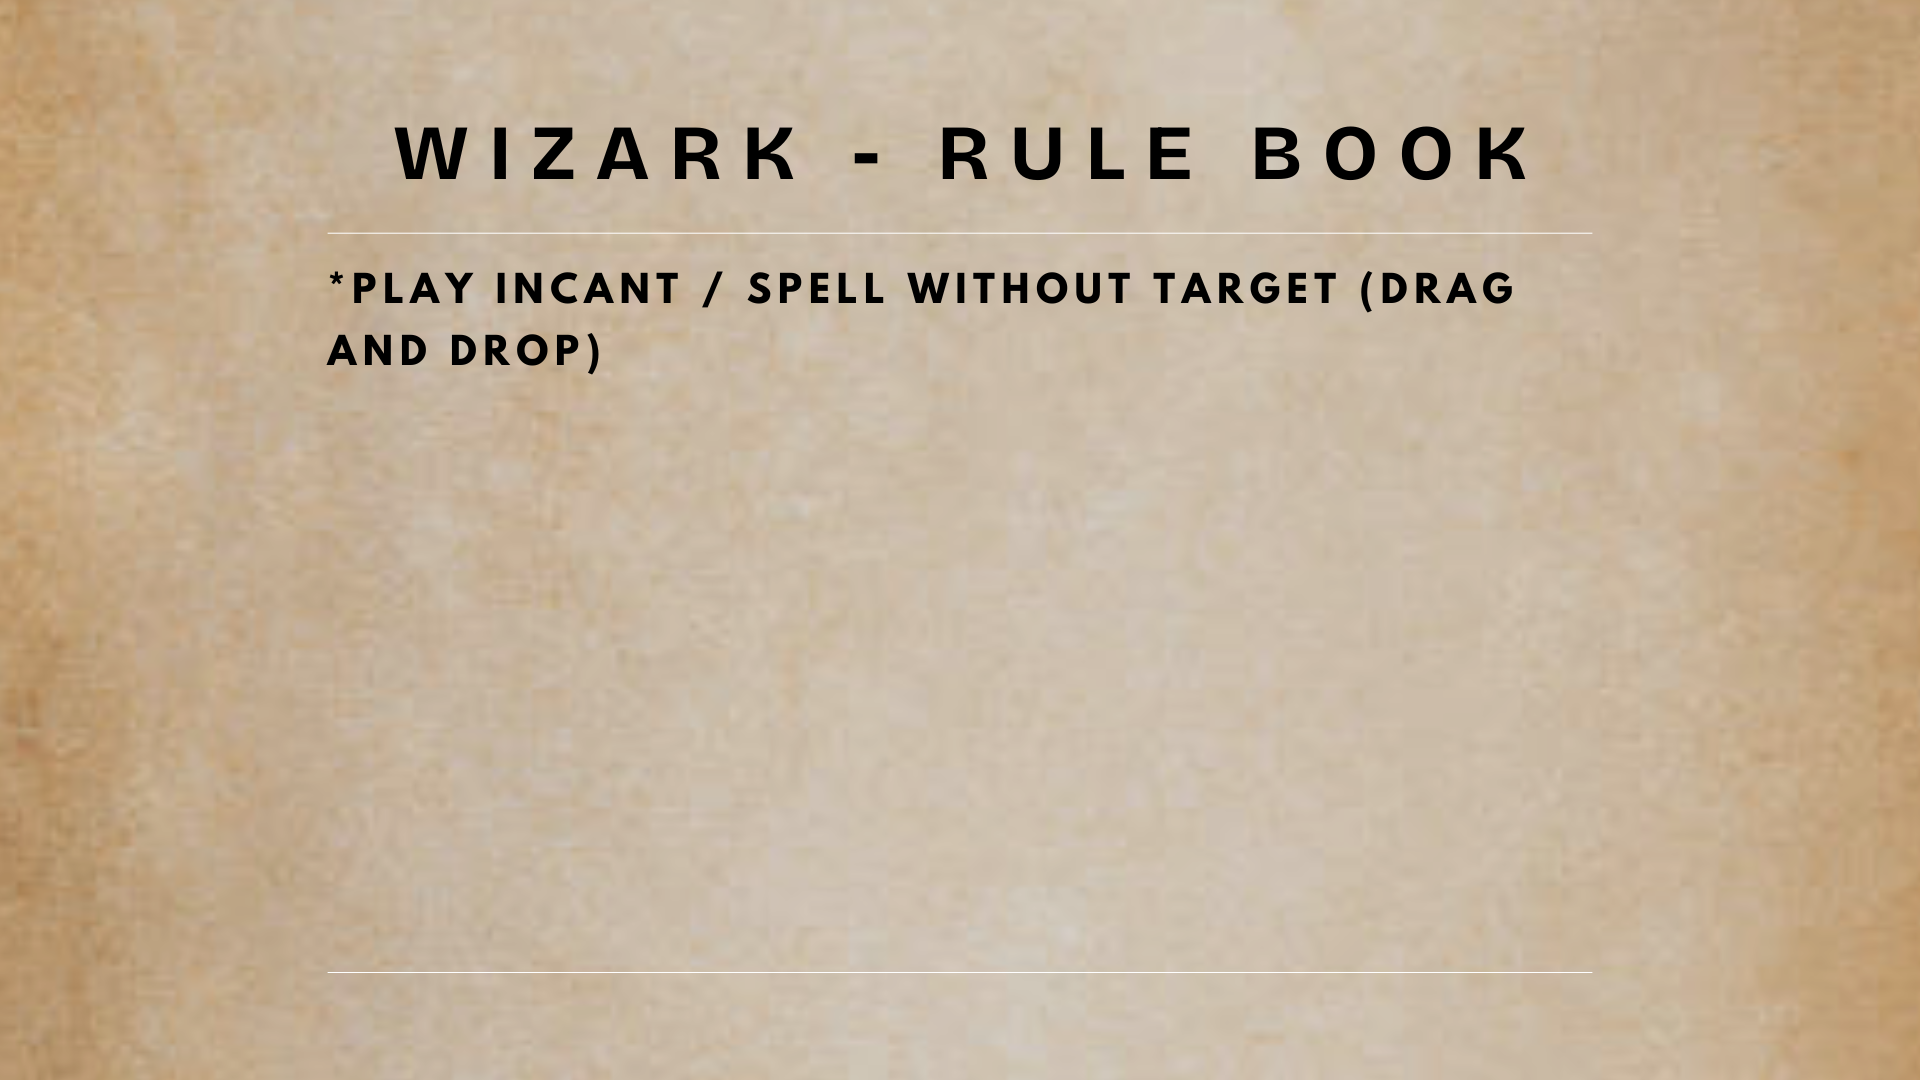 WIZARK - RULE BOOK
*PLAY INCANT / SPELL WITHOUT TARGET (DRAG
AND DROP)